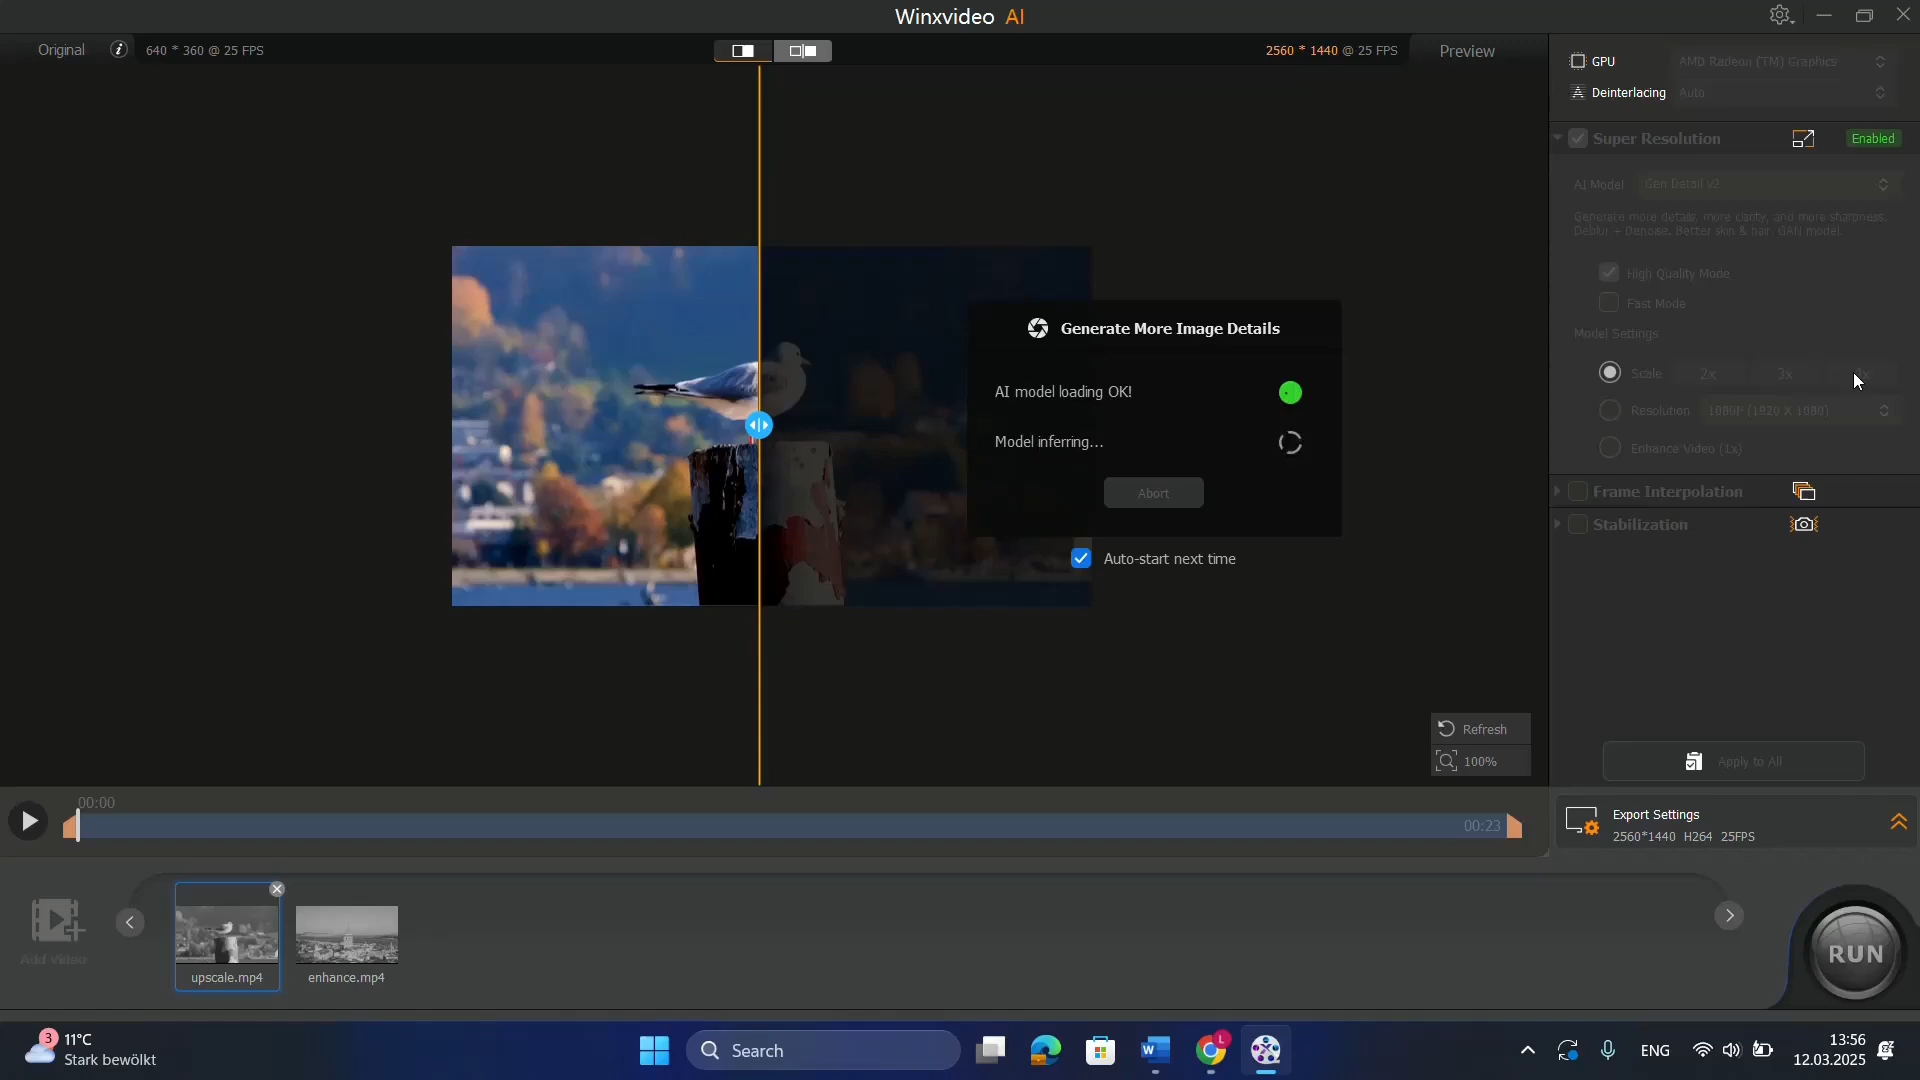 Winxvideo AI
Original
640 * 360 @ 25 FPS
2560 * 1440 @ 25 FPS
Preview
GPU
AMD Radeon (TM) Graphics
Deinterlacing
Auto
Super Resolution
Enabled
AI Model
Gen Detail v2
Generate more details, more clarity, and more sharpness.
Deblur + Denoise. Better skin & hair. GAN model.
High Quality Mode
Fast Mode
Model Settings
Scale
2x
3x
4x
Resolution
1080P (1920 X 1080)
Enhance Video (1x)
Frame Interpolation
Stabilization
Generate More Image Details
AI model loading OK!
Model inferring...
Abort
Auto-start next time
Refresh
100%
Apply to All
00:00
00:23
Export Settings
2560*1440 H264 25FPS
Add Video
upscale.mp4
enhance.mp4
RUN
3
11°C
Stark bewölkt
Search
W
L
ENG
13:56
12.03.2025